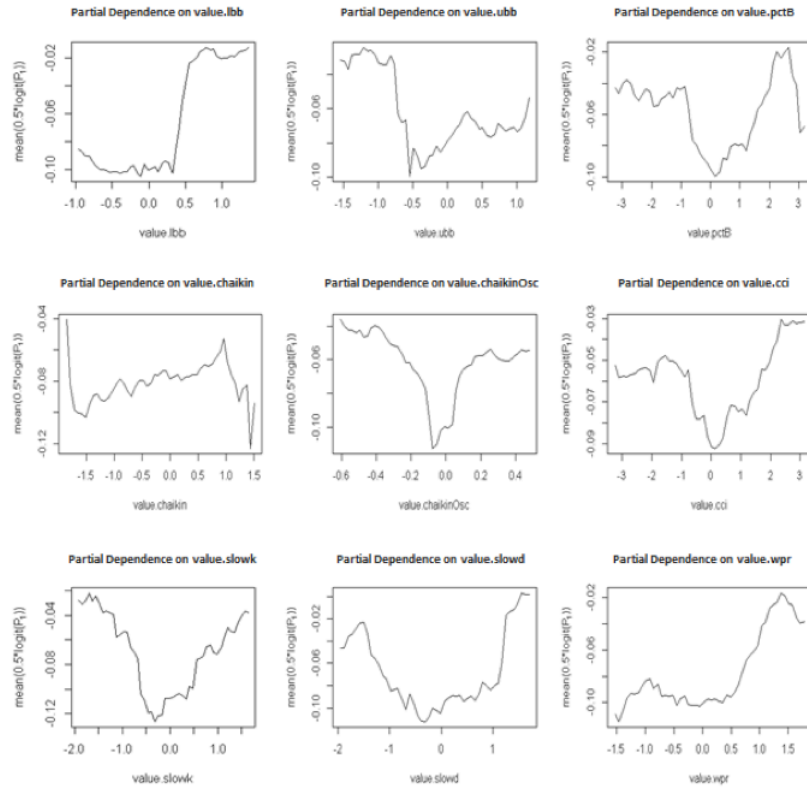 Partial Dependence on value.lbb
mean(0.5*logit(P₁))
-0.02
-0.06
-0.10
-1.0 -0.5 0.0 0.5 1.0
value.lbb
Partial Dependence on value.ubb
mean(0.5*logit(P₁))
-0.06
-0.10
-1.5 -1.0 -0.5 0.0 0.5 1.0
value.ubb
Partial Dependence on value.pctB
mean(0.5*logit(P₁))
-0.02
-0.06
-0.10
-3 -2 -1 0 1 2 3
value.pctB
Partial Dependence on value.chaikin
mean(0.5*logit(P₁))
-0.04
-0.08
-0.12
-1.5 -1.0 -0.5 0.0 0.5 1.0 1.5
value.chaikin
Partial Dependence on value.chaikinOsc
mean(0.5*logit(P₁))
-0.06
-0.10
-0.6 -0.4 -0.2 0.0 0.2 0.4
value.chaikinOsc
Partial Dependence on value.cci
mean(0.5*logit(P₁))
-0.03
-0.05
-0.07
-0.09
-3 -2 -1 0 1 2 3
value.cci
Partial Dependence on value.slowk
mean(0.5*logit(P₁))
-0.04
-0.08
-0.12
-2.0 -1.0 0.0 1.0
value.slowk
Partial Dependence on value.slowd
mean(0.5*logit(P₁))
-0.02
-0.06
-0.10
-2 -1 0 1
value.slowd
Partial Dependence on value.wpr
mean(0.5*logit(P₁))
-0.02
-0.06
-0.10
-1.5 -1.0 -0.5 0.0 0.5 1.0 1.5
value.wpr